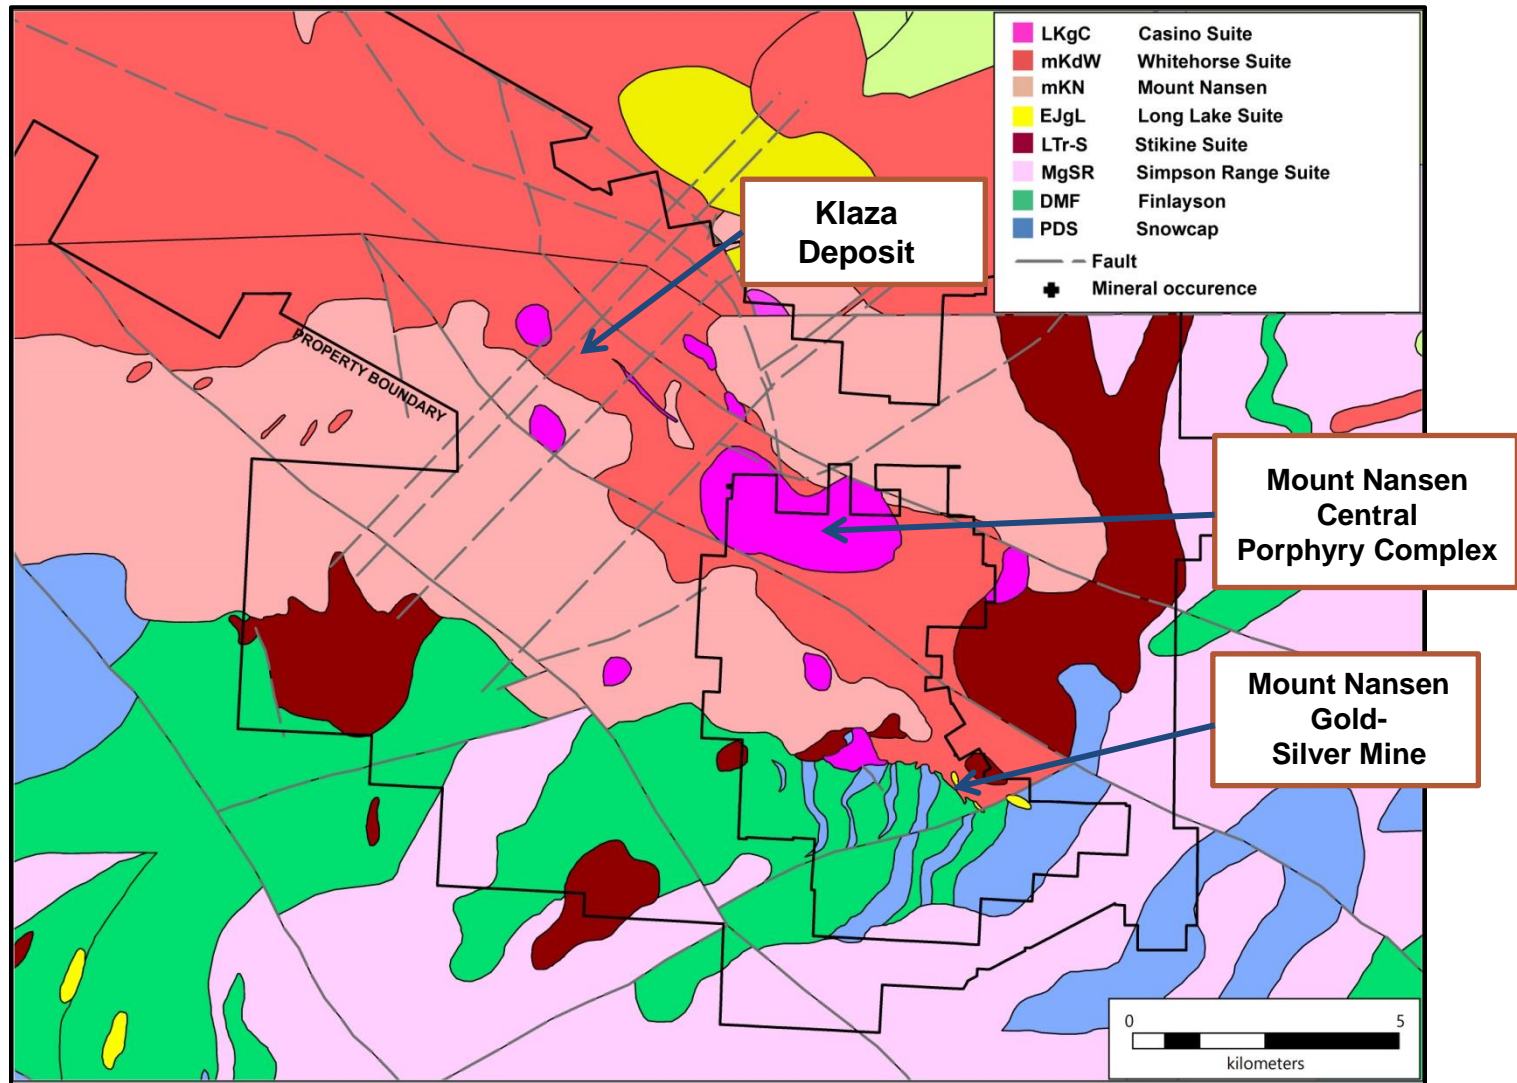 LKgC Casino Suite
mKdW Whitehorse Suite
mKN Mount Nansen
EJgL Long Lake Suite
LTr-S Stikine Suite
MgSR Simpson Range Suite
DMF Finlayson
PDS Snowcap
Fault
Mineral occurence
Klaza
Deposit
PROPERTY BOUNDARY
Mount Nansen
Central
Porphyry Complex
Mount Nansen
Gold-
Silver Mine
0 5
kilometers